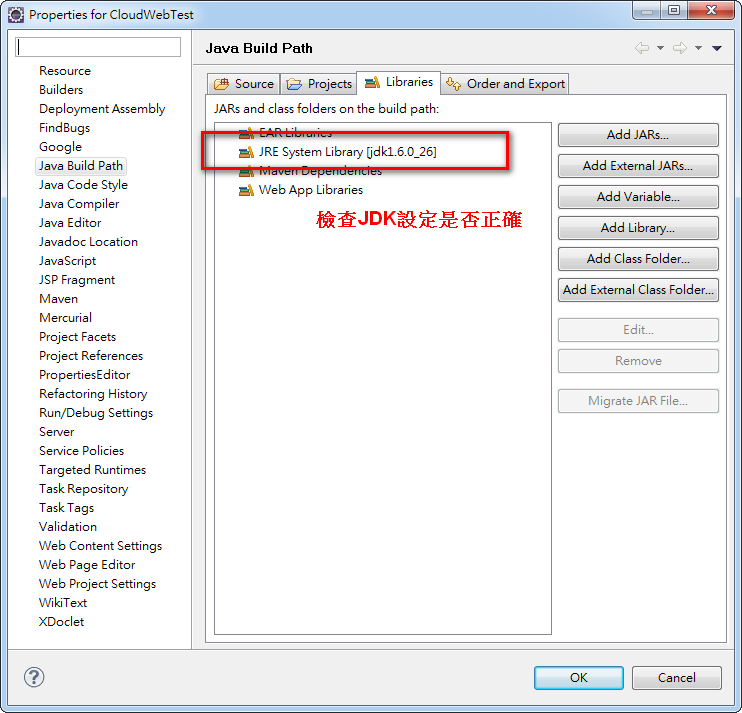 Properties for CloudWebTest
Resource
Builders
Deployment Assembly
FindBugs
Google
Java Build Path
Java Code Style
Java Compiler
Java Editor
Javadoc Location
JavaScript
JSP Fragment
Maven
Mercurial
Project Facets
Project References
PropertiesEditor
Refactoring History
Run/Debug Settings
Server
Service Policies
Targeted Runtimes
Task Repository
Task Tags
Validation
Web Content Settings
Web Page Editor
Web Project Settings
WikiText
XDoclet
Java Build Path
Source
Projects
Libraries
Order and Export
JARs and class folders on the build path:
EAR Libraries
JRE System Library [jdk1.6.0_26]
Maven Dependencies
Web App Libraries
檢查JDK設定是否正確
Add JARs...
Add External JARs...
Add Variable...
Add Library...
Add Class Folder...
Add External Class Folder...
Edit...
Remove
Migrate JAR File...
?
OK
Cancel